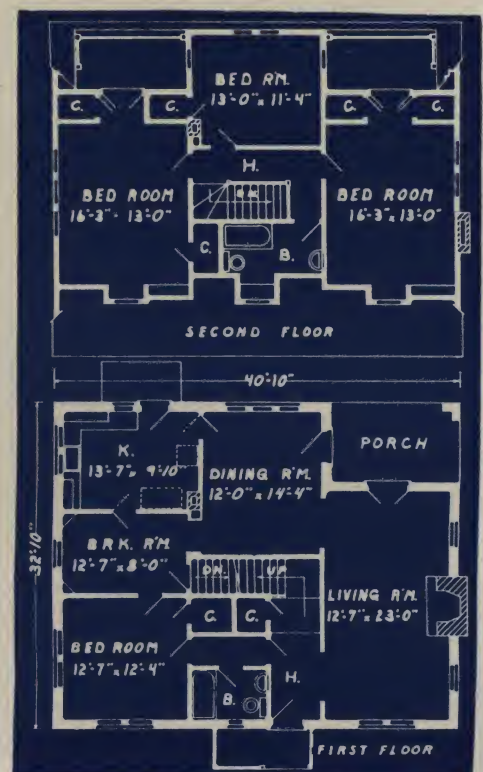 BED RM.
13'-0" x 11'-4"
C.
C.
C.
C.
H.
BED ROOM
16'-3" - 13'-0"
DN.
BED ROOM
16'-3" x 13'-0"
C.
B.
SECOND FLOOR
40'-10"
32'-10"
K.
13'-7" x 9'-10"
DINING R'M.
12'-0" x 14'-4"
PORCH
BRK. R'M.
12'-7" x 8'-0"
DN. UP
LIVING R'M.
12'-7" x 23'-0"
C.
C.
BED ROOM
12'-7" x 12'-4"
B.
H.
FIRST FLOOR